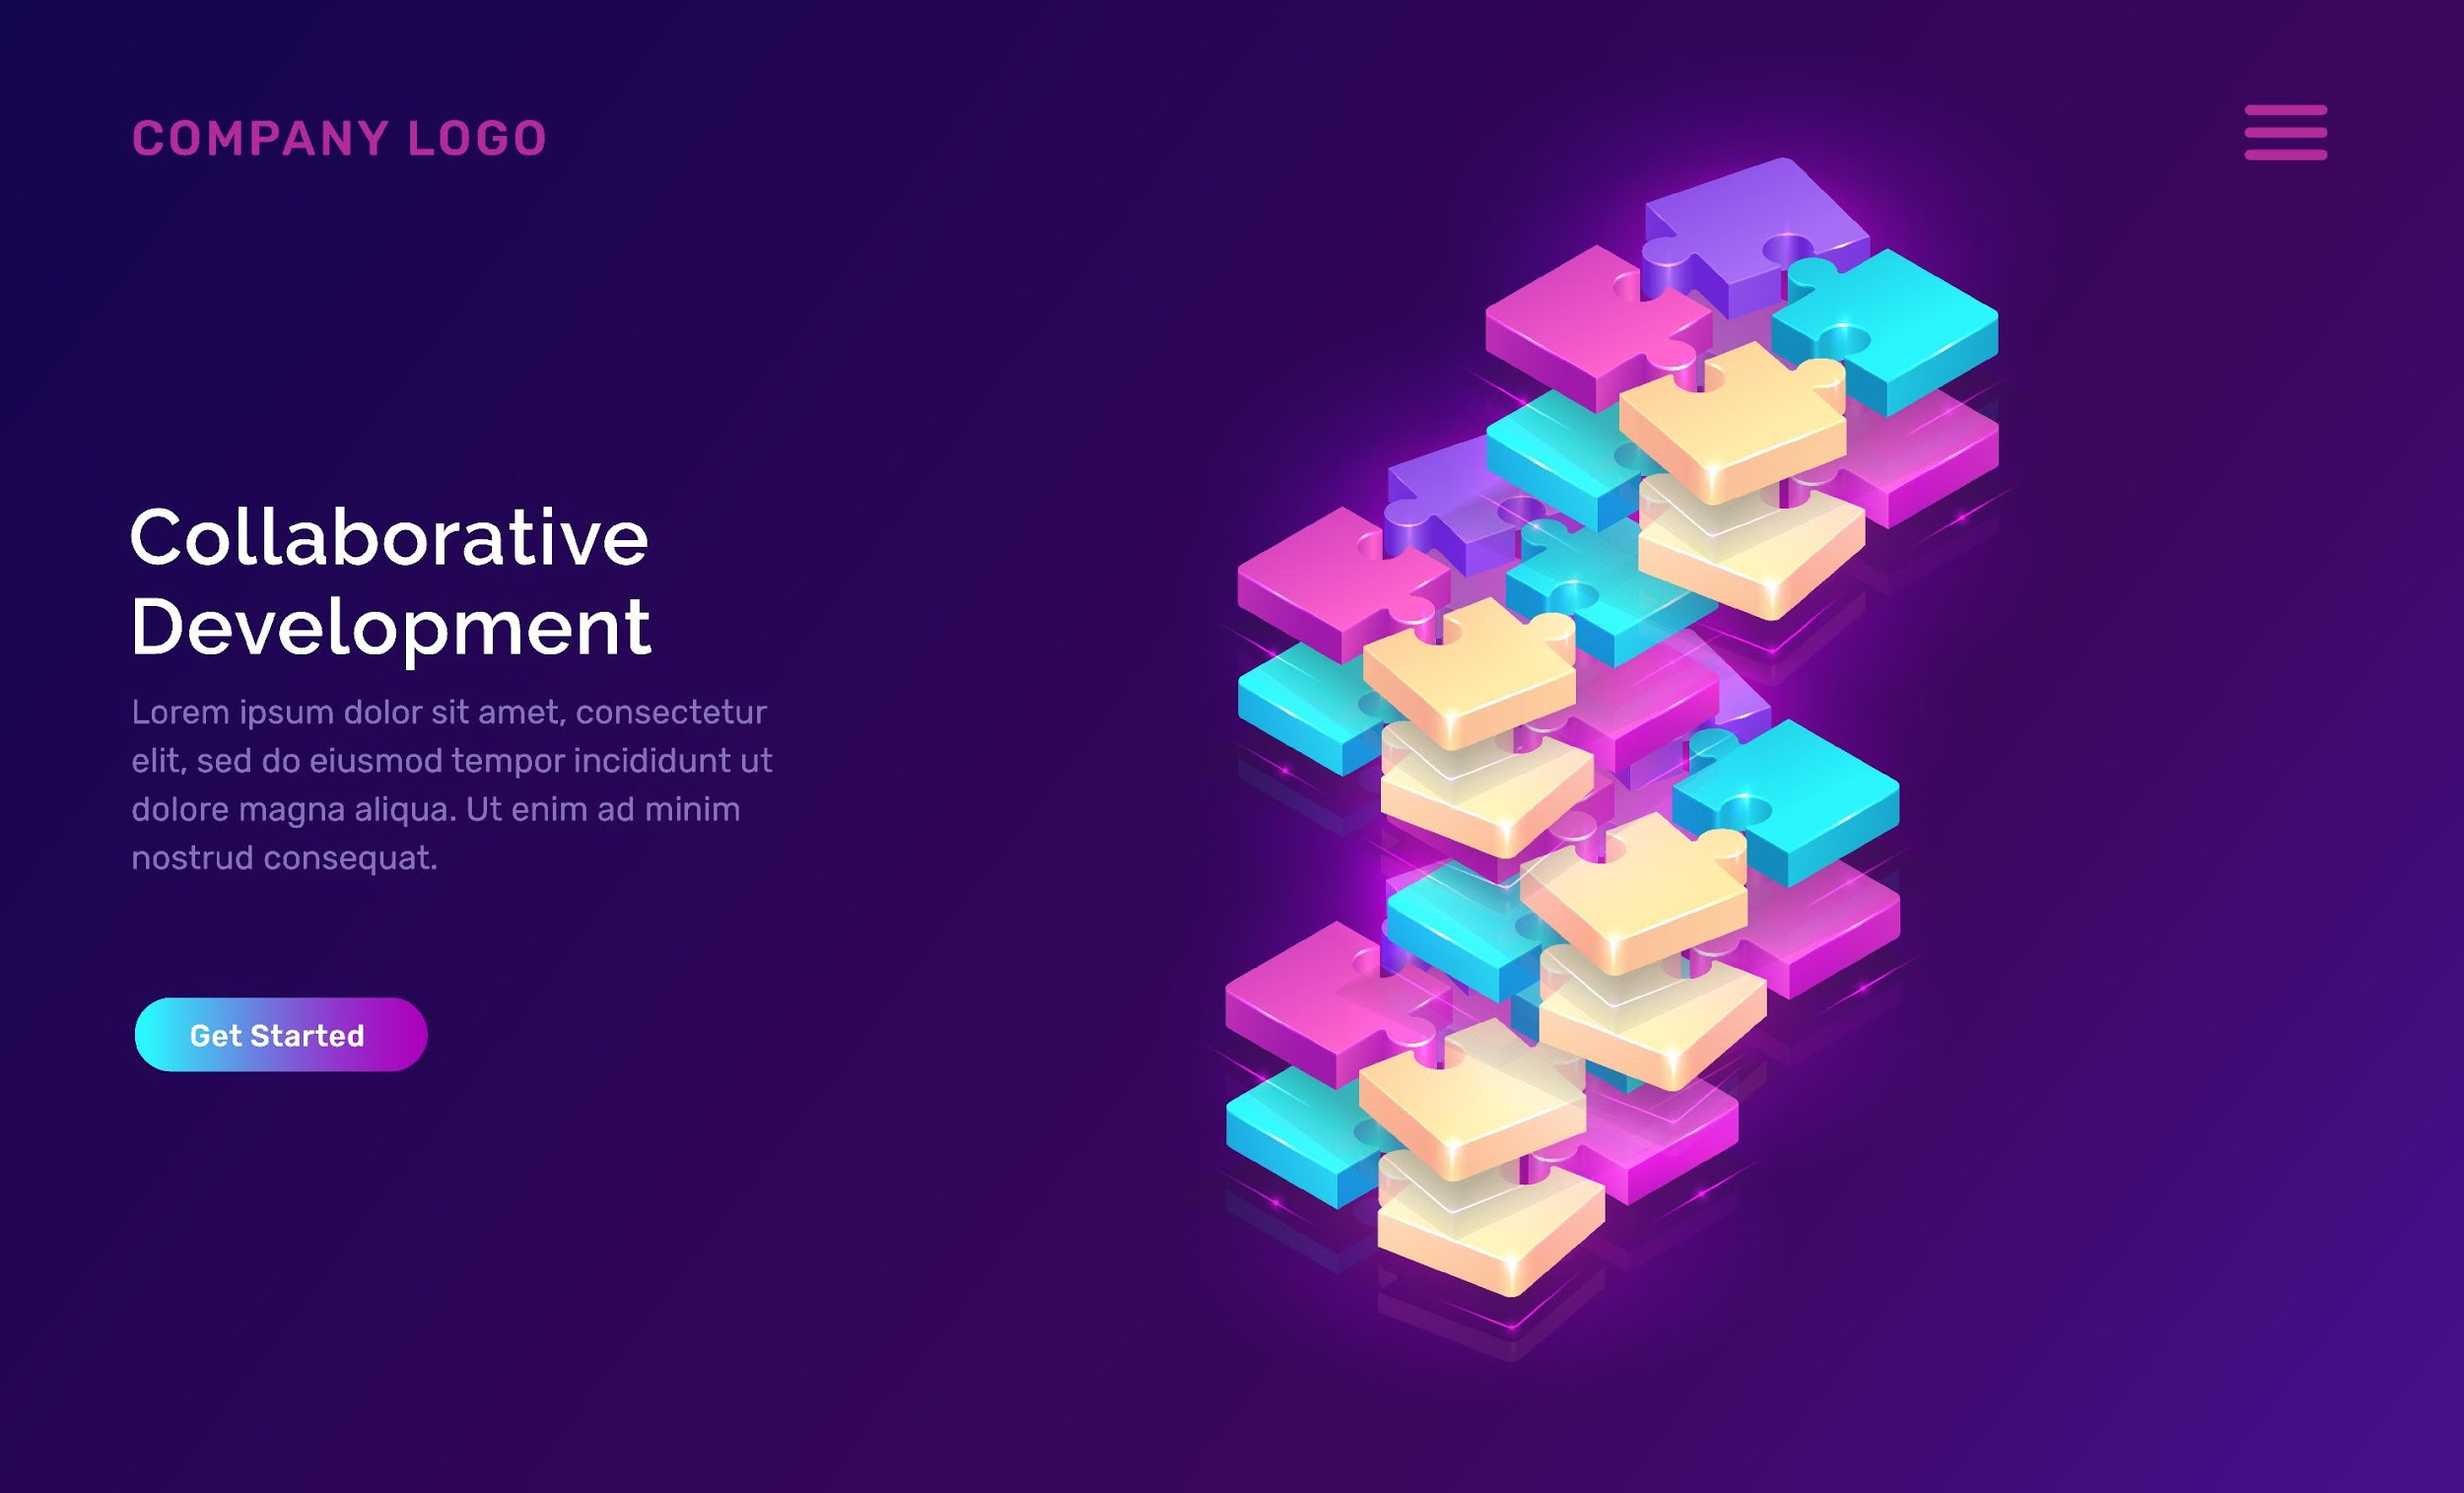 COMPANY LOGO
Collaborative
Development
Lorem ipsum dolor sit amet, consectetur
elit, sed do eiusmod tempor incididunt ut
dolore magna aliqua. Ut enim ad minim
nostrud consequat.
Get Started